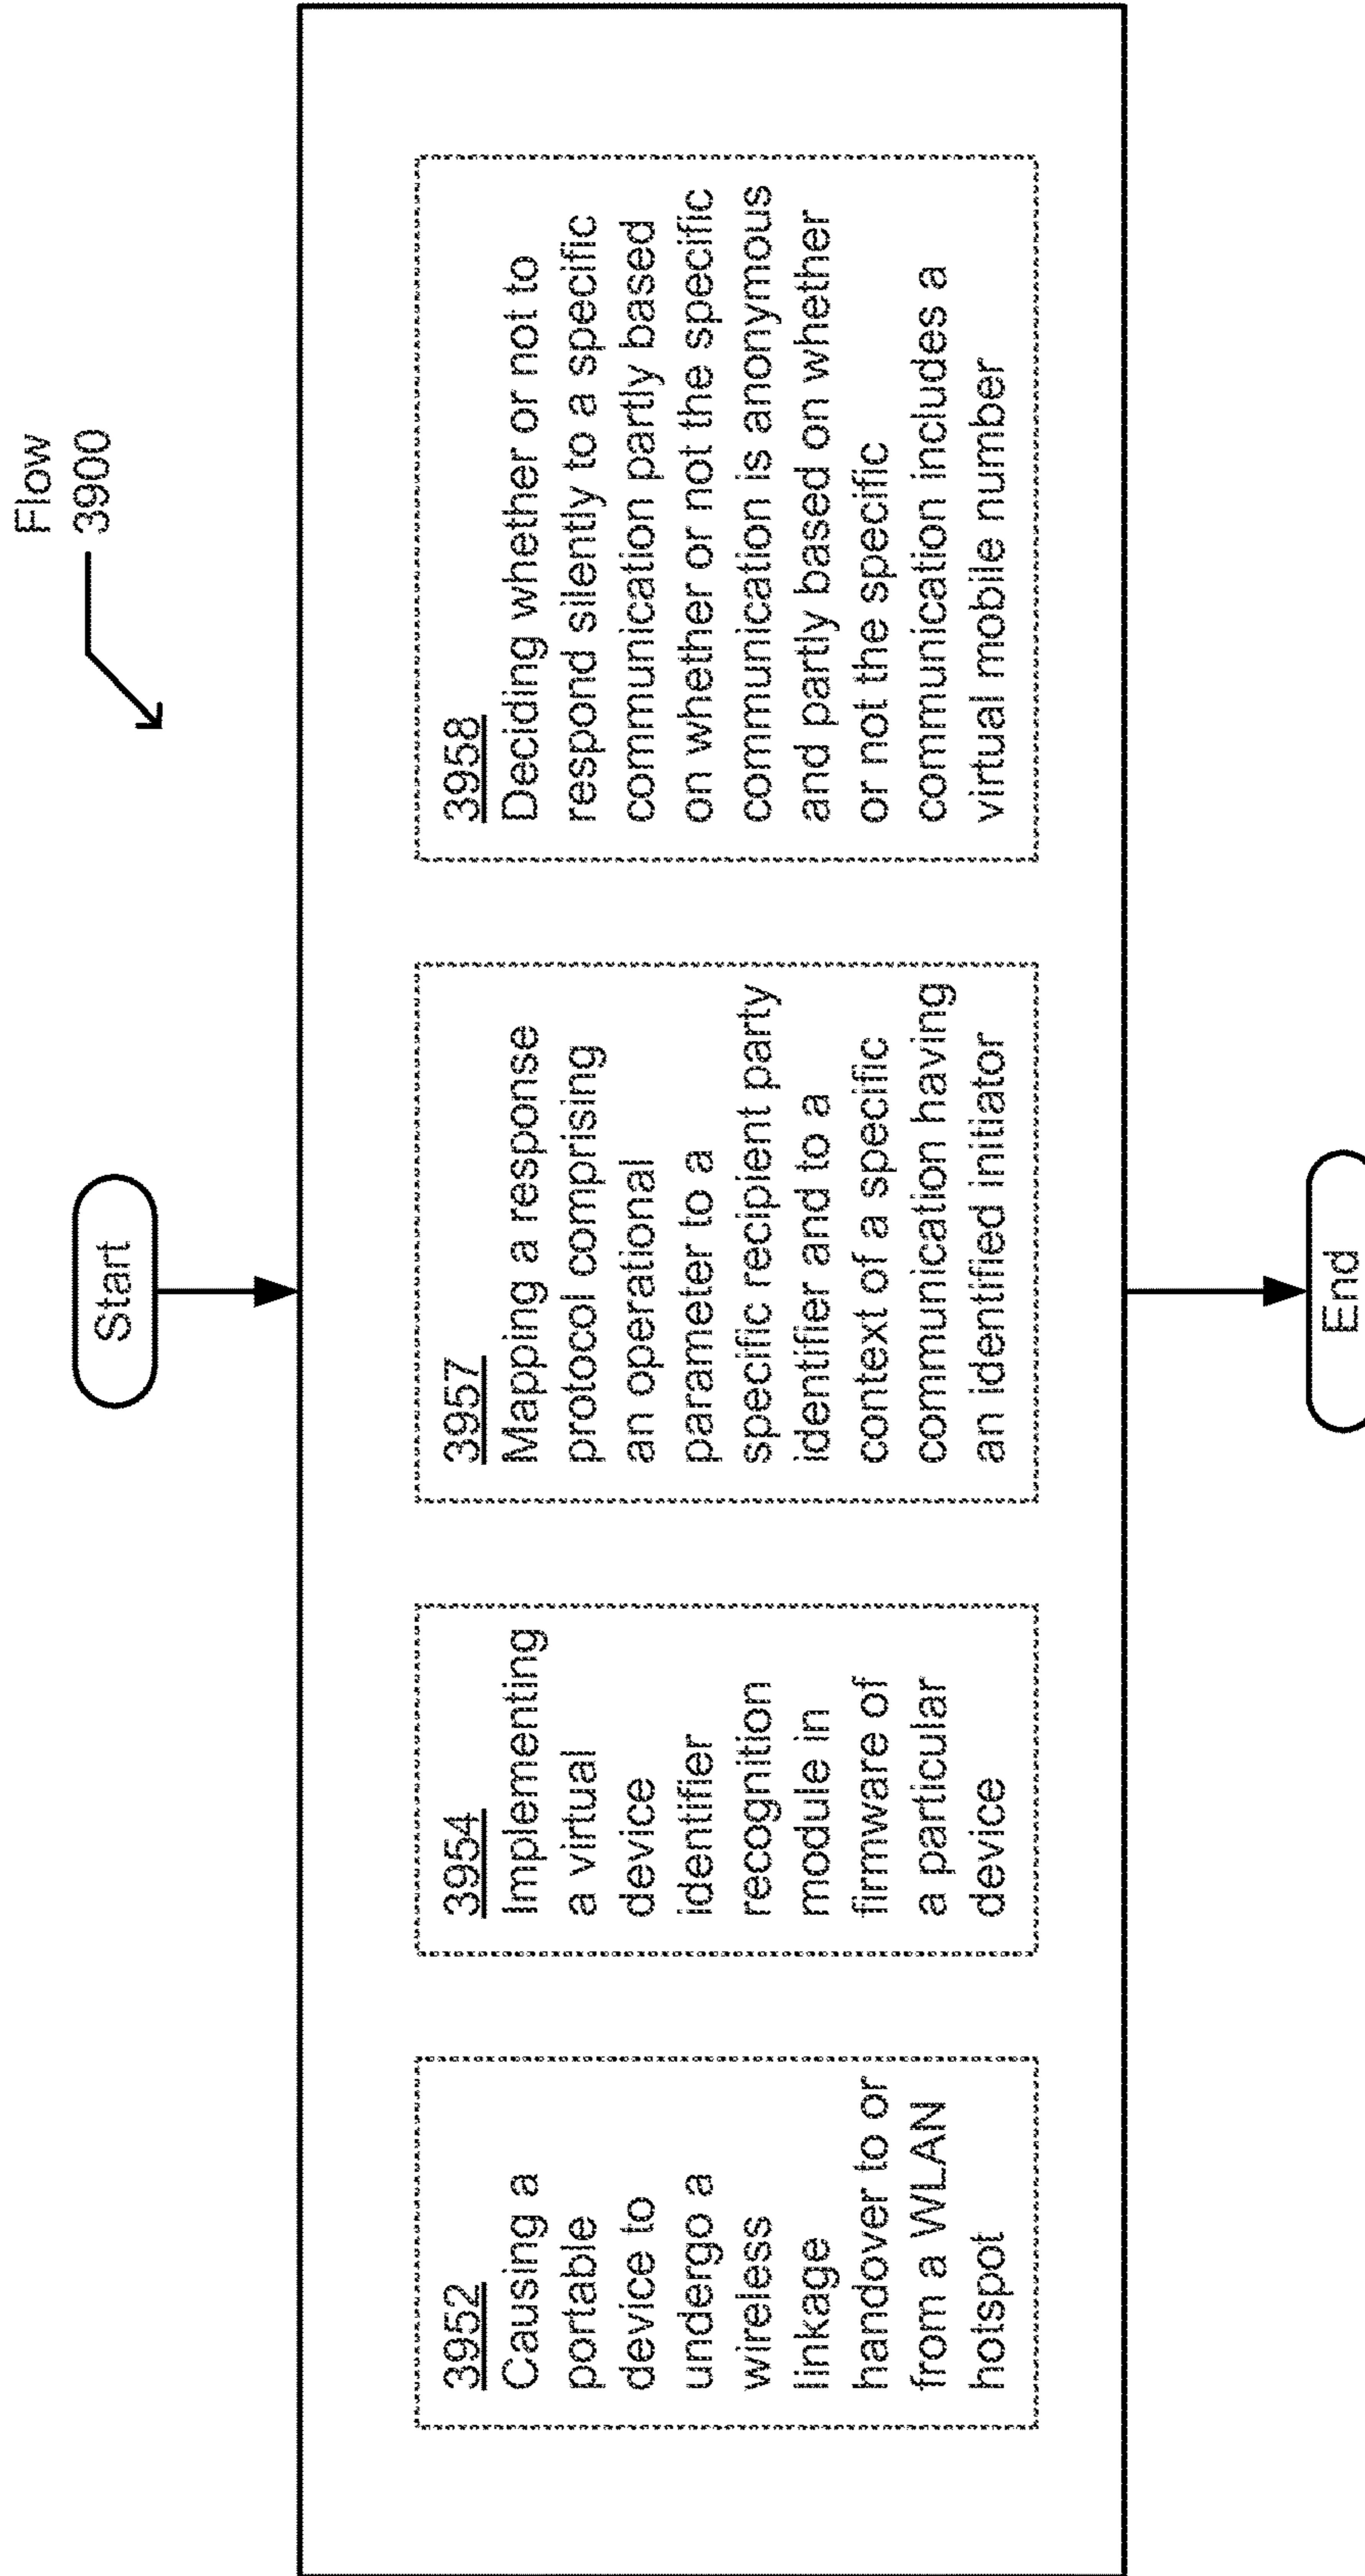 Flow
3900
Start
3952
Causing a
portable
device to
undergo a
wireless
linkage
handover to or
from a WLAN
hotspot
3954
Implementing
a virtual
device
identifier
recognition
module in
firmware of
a particular
device
3957
Mapping a response
protocol comprising
an operational
parameter to a
specific recipient party
identifier and to a
context of a specific
communication having
an identified initiator
3958
Deciding whether or not to
respond silently to a specific
communication partly based
on whether or not the specific
communication is anonymous
and partly based on whether
or not the specific
communication includes a
virtual mobile number
End